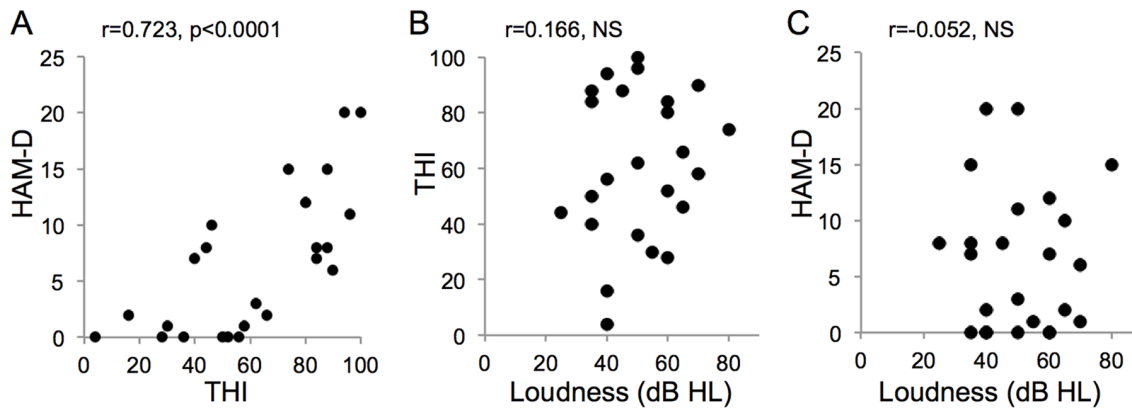 A
r=0.723, p<0.0001
25
20
15
10
5
0
HAM-D
0 20 40 60 80 100
THI
B
r=0.166, NS
100
80
60
40
20
0
THI
0 20 40 60 80
Loudness (dB HL)
C
r=-0.052, NS
25
20
15
10
5
0
HAM-D
0 20 40 60 80
Loudness (dB HL)